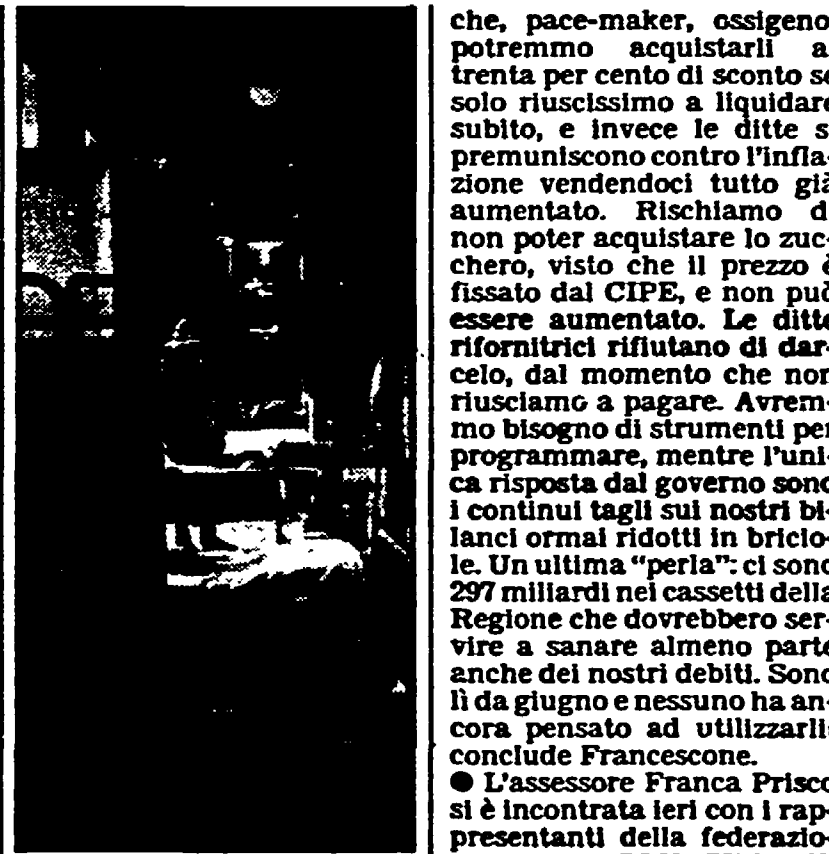 che, pace-maker, ossigeno
potremmo acquistarli a
trenta per cento di sconto se
solo riuscissimo a liquidare
subito, e invece le ditte s
premuniscono contro l'infla-
zione vendendoci tutto già
aumentato. Rischiamo d
non poter acquistare lo zuc-
chero, visto che il prezzo è
fissato dal CIPE, e non può
essere aumentato. Le ditte
rifornitrici rifiutano di dar-
celo, dal momento che non
riusciamo a pagare. Avrem-
mo bisogno di strumenti per
programmare, mentre l'uni-
ca risposta dal governo sono
i continui tagli sui nostri bi-
lanci ormai ridotti in bricio-
le. Un ultima “perla”: ci sono
297 miliardi nei cassetti della
Regione che dovrebbero ser-
vire a sanare almeno parte
anche dei nostri debiti. Sono
lì da giugno e nessuno ha an-
cora pensato ad utilizzarli
conclude Francescone.
● L'assessore Franca Prisco
si è incontrata ieri con i rap-
presentanti della federazio-